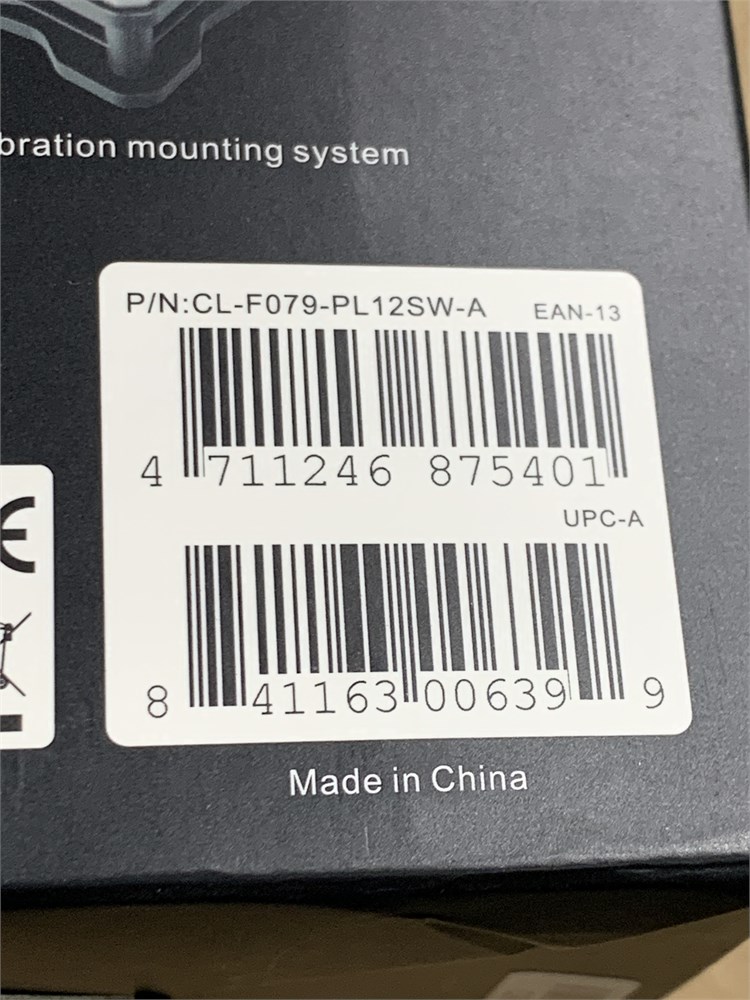 bration mounting system
P/N:CL-F079-PL12SW-A
EAN-13
4 711246 875401
UPC-A
8 41163 00639 9
CE
Made in China